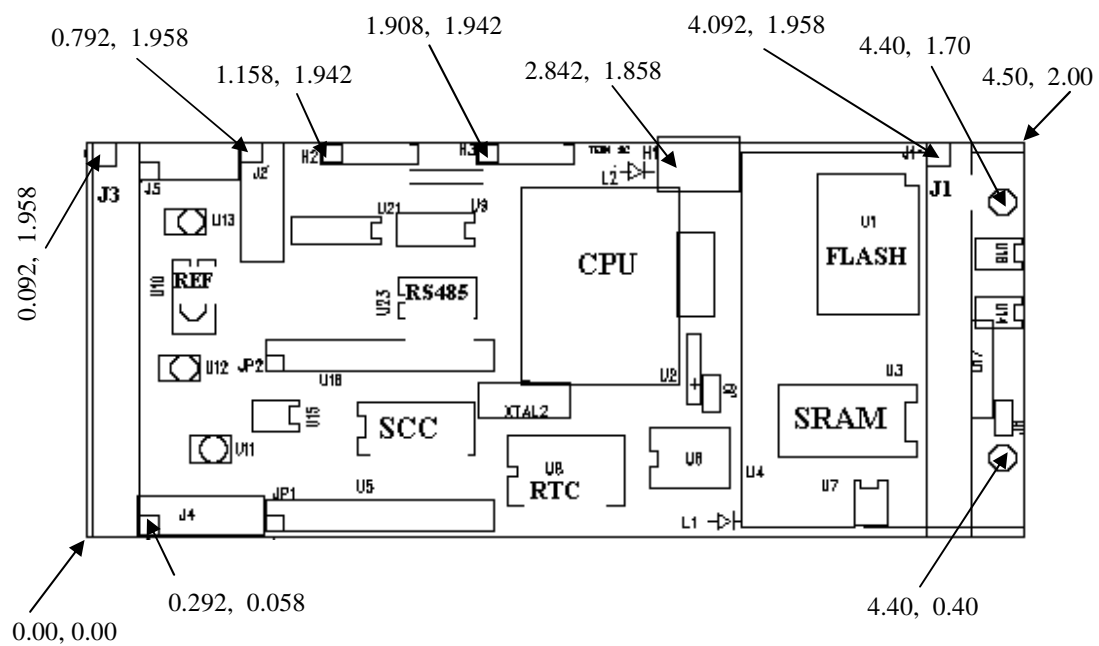 0.792, 1.958
1.908, 1.942
4.092, 1.958
4.40, 1.70
1.158, 1.942
2.842, 1.858
4.50, 2.00
H2
H3
H1
J1
J3
J5
J2
L2
J1
U13
U21
U9
U1
FLASH
0.092, 1.958
U10
REF
U23
RS485
CPU
U18
U14
U12
JP2
U16
U2
J9
U3
U11
U15
SCC
XTAL2
SRAM
U8
RTC
U6
U4
U7
JP1
U5
J4
L1
0.292, 0.058
4.40, 0.40
0.00, 0.00